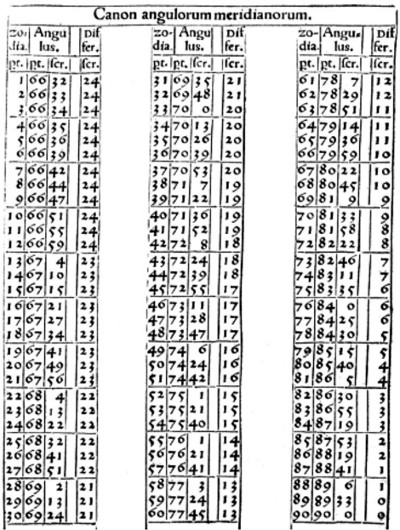 Canon angulorum meridianorum.
zo- Angu Dif zo- Angu Dif zo- Angu- Dif
dia. lus. fer. dia. lus. fer. dia. lus. fer.
pt. pt. ſcr. ſcr. pt. pt. ſcr. ſcr. pt. pt. ſcr. ſcr.
1 66 32 24 31 69 35 21 61 78 7 12
2 66 33 24 32 69 48 21 62 78 29 12
3 66 34 24 33 70 0 20 63 78 51 11
4 66 35 24 34 70 13 20 64 79 14 11
5 66 36 24 35 70 26 20 65 79 36 11
6 66 39 24 36 70 39 20 66 79 59 10
7 66 42 24 37 70 53 20 67 80 22 10
8 66 44 24 38 71 7 19 68 80 45 10
9 66 47 24 39 71 22 19 69 81 9 9
10 66 51 24 40 71 36 19 70 81 33 9
11 66 55 24 41 71 52 19 71 81 58 8
12 66 59 24 42 72 8 18 72 82 22 8
13 67 4 23 43 72 24 18 73 82 46 7
14 67 10 23 44 72 39 18 74 83 11 7
15 67 15 23 45 72 55 17 75 83 35 6
16 67 21 23 46 73 11 17 76 84 0 6
17 67 27 23 47 73 28 17 77 84 25 6
18 67 34 23 48 73 47 17 78 84 30 5
19 67 41 23 49 74 6 16 79 85 15 5
20 67 49 23 50 74 24 16 80 85 40 4
21 67 56 23 51 74 42 16 81 86 5 4
22 68 4 22 52 75 1 15 82 86 30 3
23 68 13 22 53 75 21 15 83 86 55 3
24 68 22 22 54 75 40 15 84 87 19 3
25 68 32 22 55 76 1 14 85 87 53 2
26 68 41 22 56 76 21 14 86 88 19 2
27 68 51 22 57 76 41 14 87 88 41 1
28 69 2 21 58 77 3 13 88 89 6 1
29 69 13 21 59 77 24 13 89 89 33 0
30 69 24 21 60 77 45 13 90 90 0 0